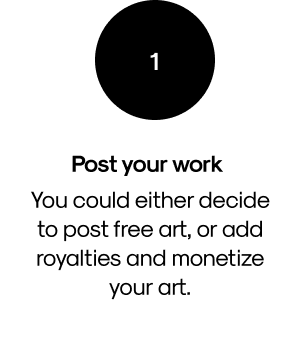 1
Post your work
You could either decide
to post free art, or add
royalties and monetize
your art.